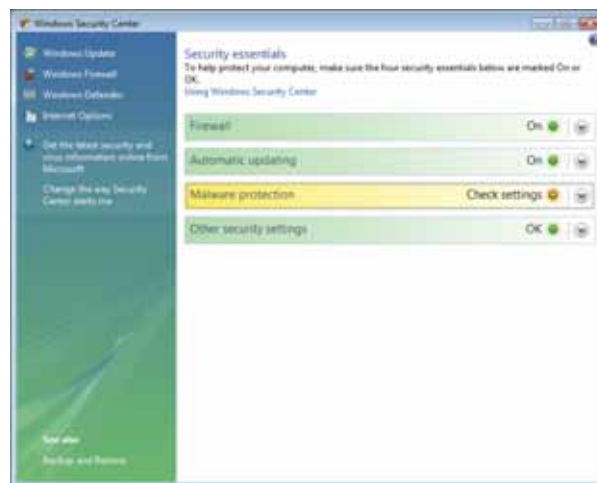 Windows Security Center
Windows Update
Windows Firewall
Windows Defender
Internet Options
Get the latest security and
virus information online from
Microsoft
Change the way Security
Center alerts me
See also
Backup and Restore
Security essentials
To help protect your computer, make sure the four security essentials below are marked On or
OK.
Using Windows Security Center
Firewall On
Automatic updating On
Malware protection Check settings
Other security settings OK